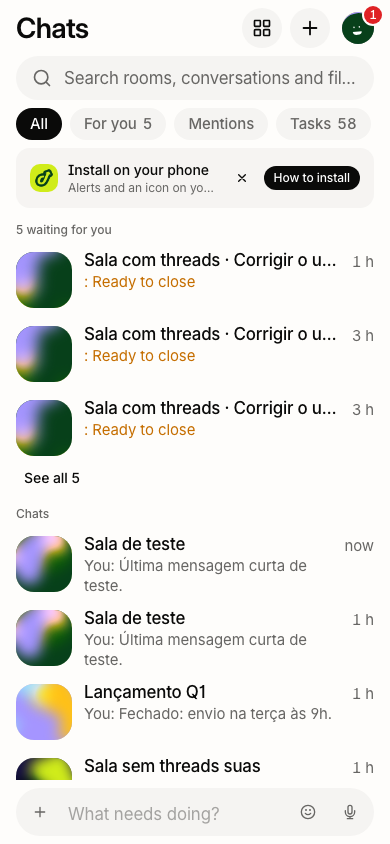 Chats
1
Search rooms, conversations and fil...
All
For you 5
Mentions
Tasks 58
Install on your phone
Alerts and an icon on yo...
How to install
5 waiting for you
Sala com threads · Corrigir o u... 1 h
: Ready to close
Sala com threads · Corrigir o u... 3 h
: Ready to close
Sala com threads · Corrigir o u... 3 h
: Ready to close
See all 5
Chats
Sala de teste now
You: Última mensagem curta de
teste.
Sala de teste 1 h
You: Última mensagem curta de
teste.
Lançamento Q1 1 h
You: Fechado: envio na terça às 9h.
Sala sem threads suas 1 h
What needs doing?